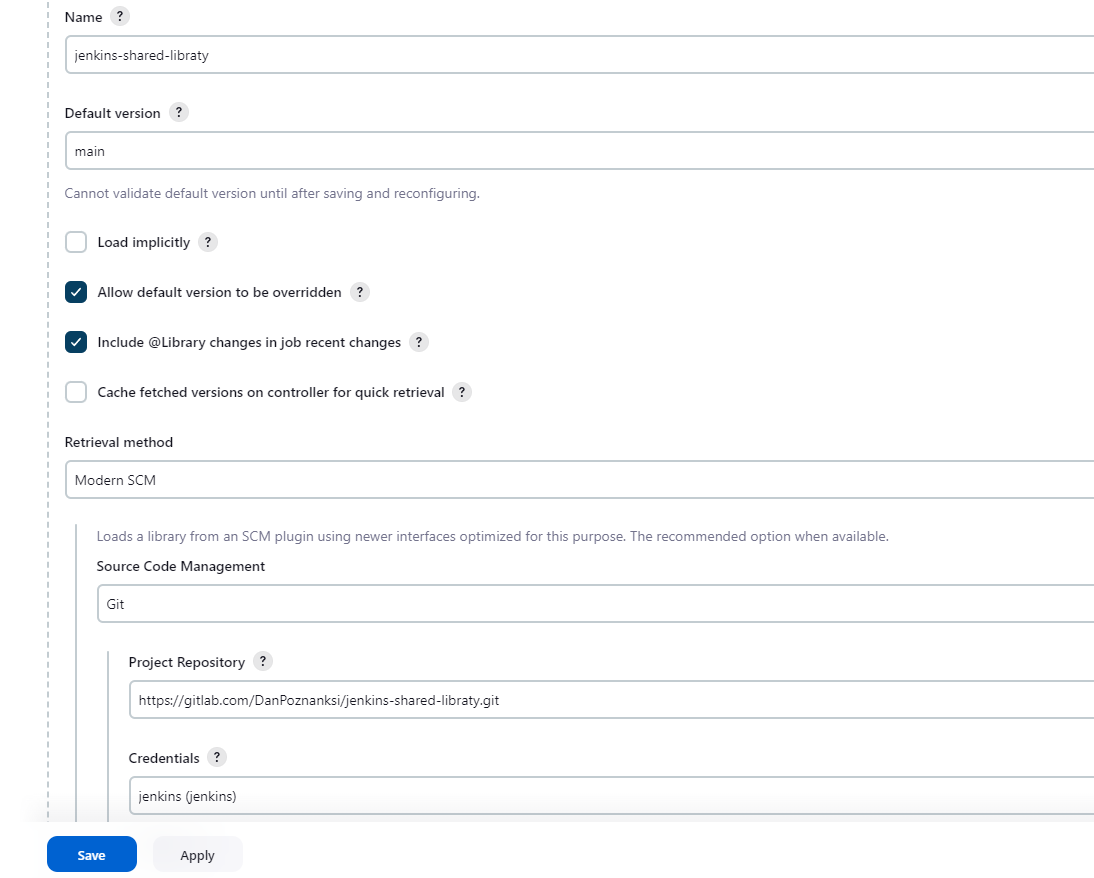 Name ?
jenkins-shared-libraty
Default version ?
main
Cannot validate default version until after saving and reconfiguring.
Load implicitly ?
Allow default version to be overridden ?
Include @Library changes in job recent changes ?
Cache fetched versions on controller for quick retrieval ?
Retrieval method
Modern SCM
Loads a library from an SCM plugin using newer interfaces optimized for this purpose. The recommended option when available.
Source Code Management
Git
Project Repository ?
https://gitlab.com/DanPoznanksi/jenkins-shared-libraty.git
Credentials ?
jenkins (jenkins)
Save Apply